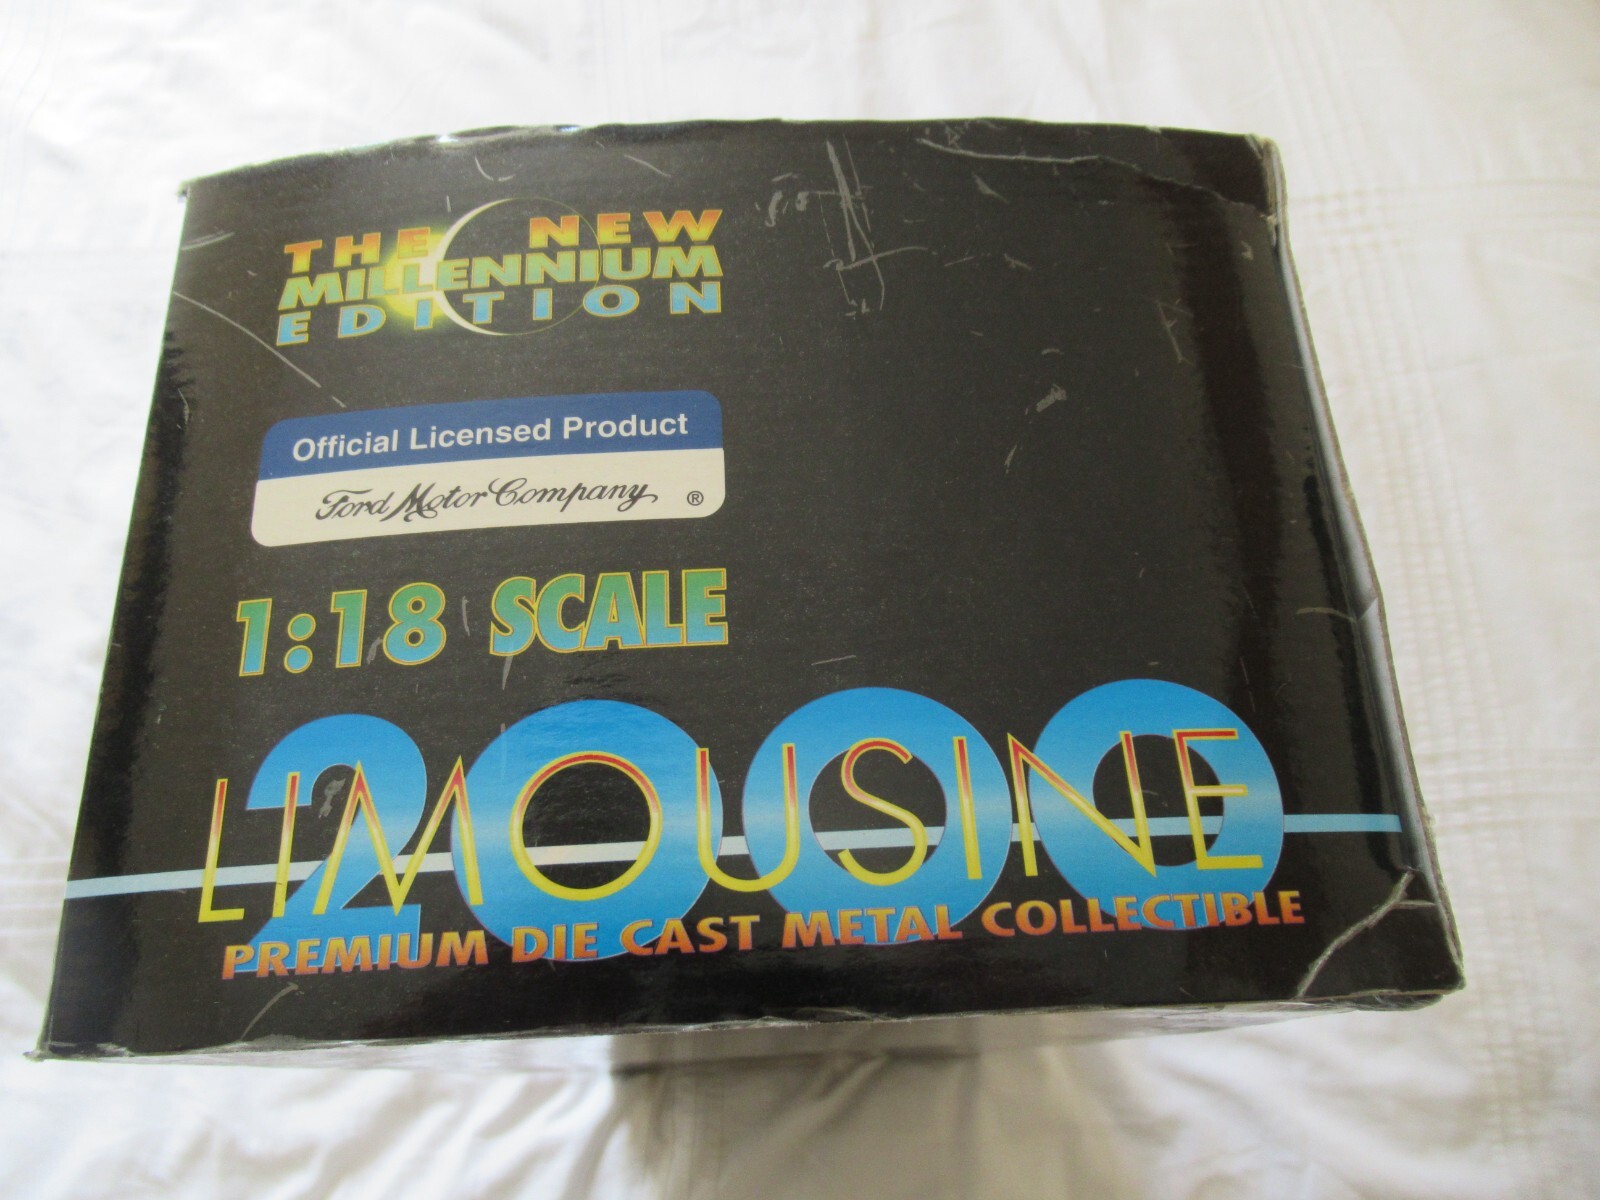 THE NEW
MILLENNIUM
EDITION
Official Licensed Product
Ford Motor Company ®
1:18 SCALE
2000
LIMOUSINE
PREMIUM DIE CAST METAL COLLECTIBLE